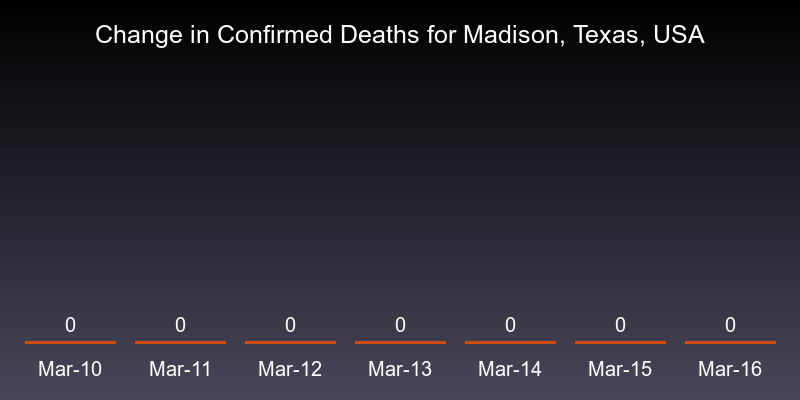 Change in Confirmed Deaths for Madison, Texas, USA
0 0 0 0 0 0 0
Mar-10 Mar-11 Mar-12 Mar-13 Mar-14 Mar-15 Mar-16